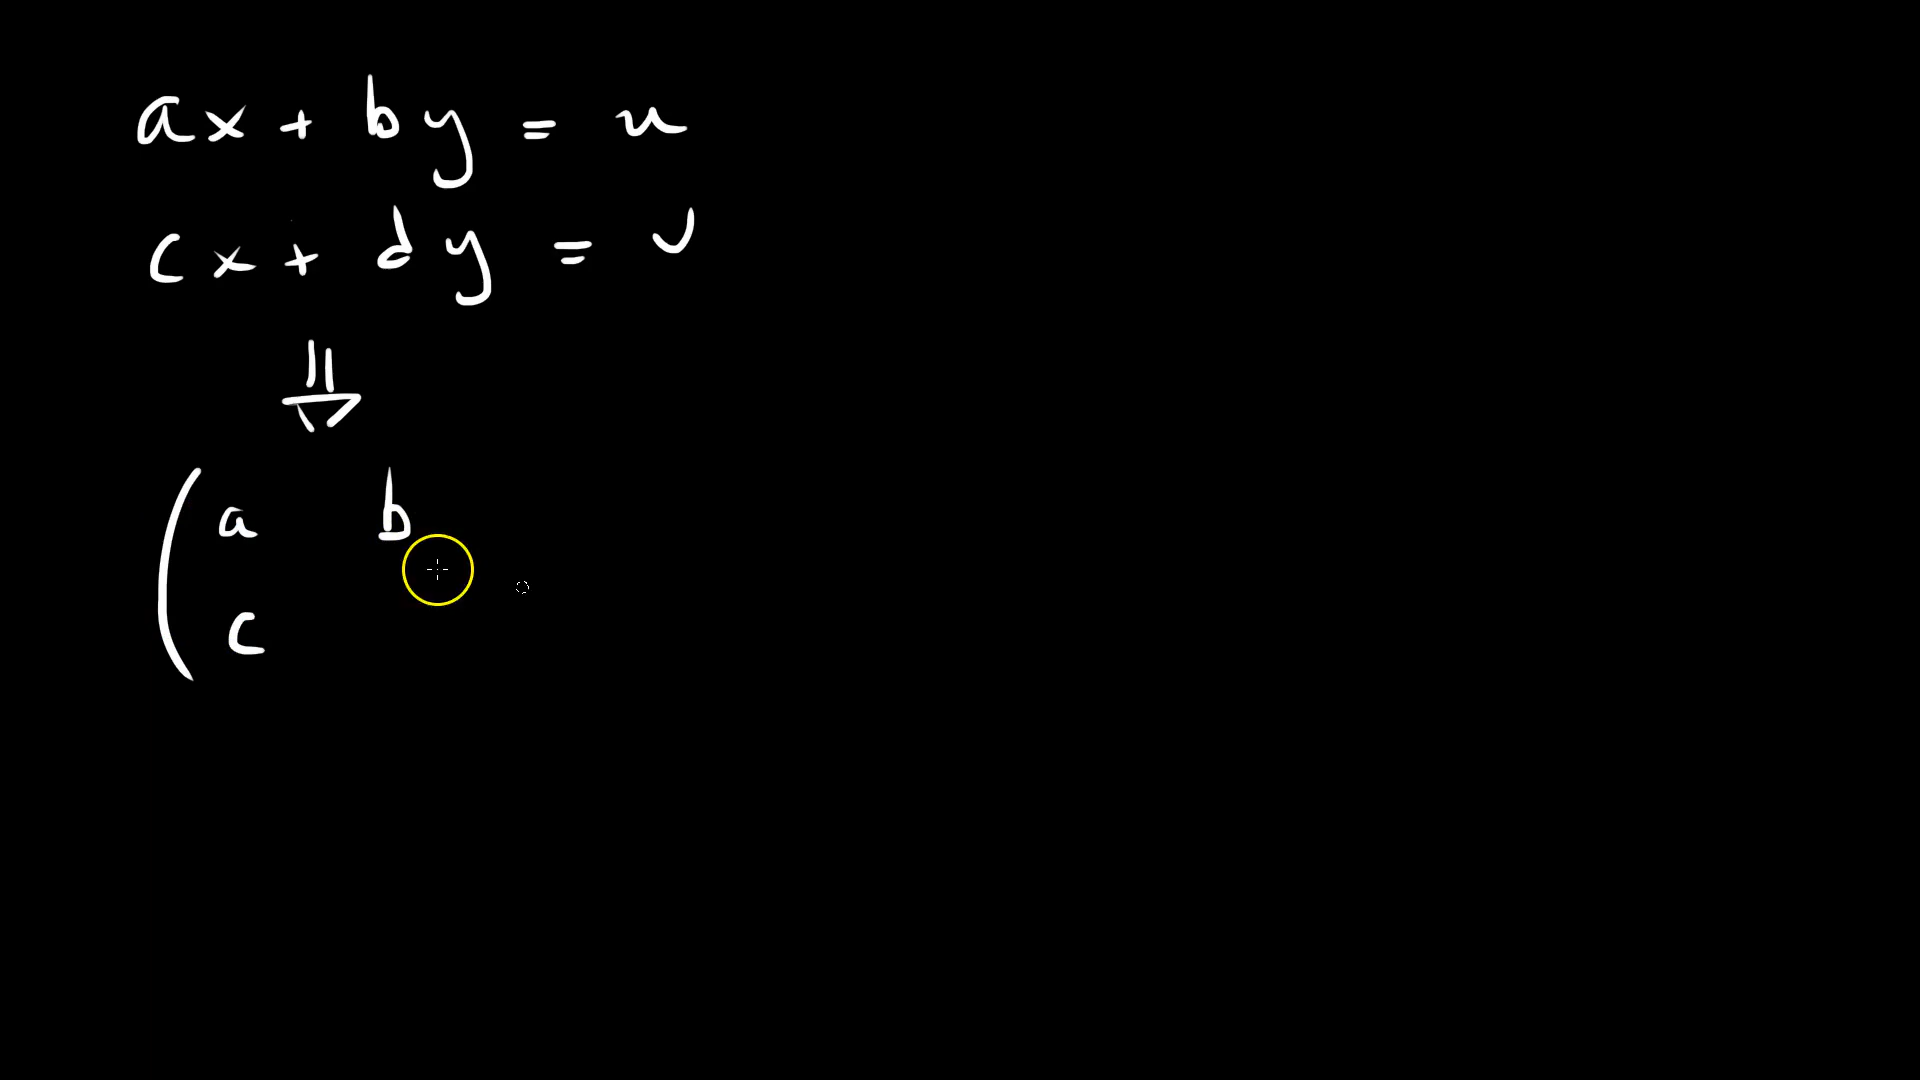 ax + by = u
cx + dy = v
⇓
( a b
c